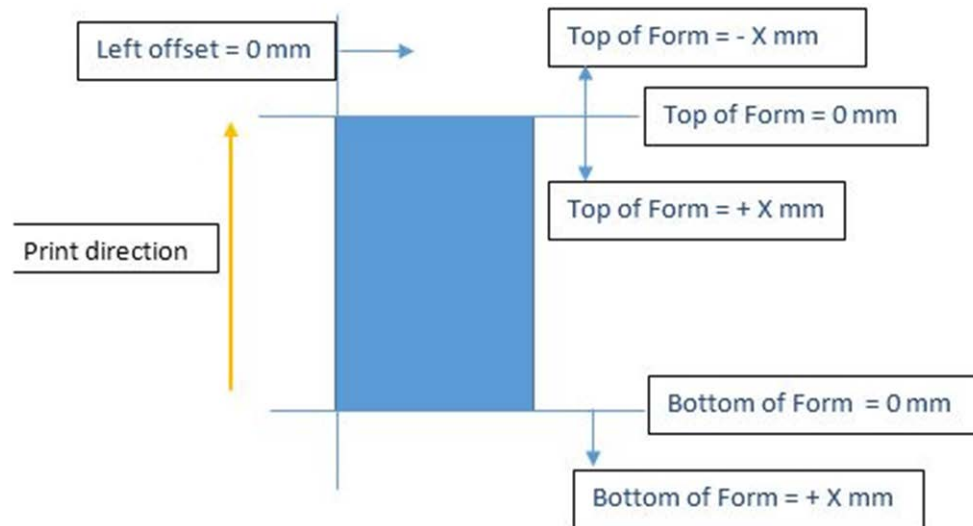 Left offset = 0 mm
Top of Form = - X mm
Top of Form = 0 mm
Top of Form = + X mm
Print direction
Bottom of Form = 0 mm
Bottom of Form = + X mm